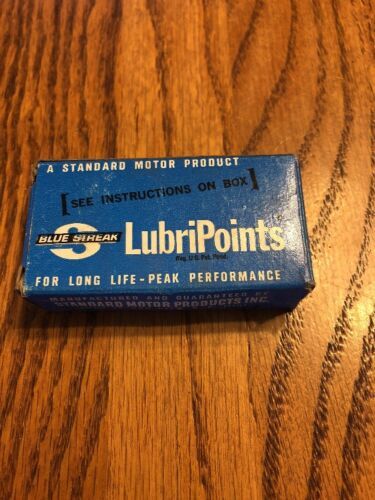 A STANDARD MOTOR PRODUCT
[SEE INSTRUCTIONS ON BOX]
BLUE STREAK
LubriPoints
Reg. U.S. Pat. Pend.
FOR LONG LIFE-PEAK PERFORMANCE
MANUFACTURED AND GUARANTEED BY
STANDARD MOTOR PRODUCTS INC.